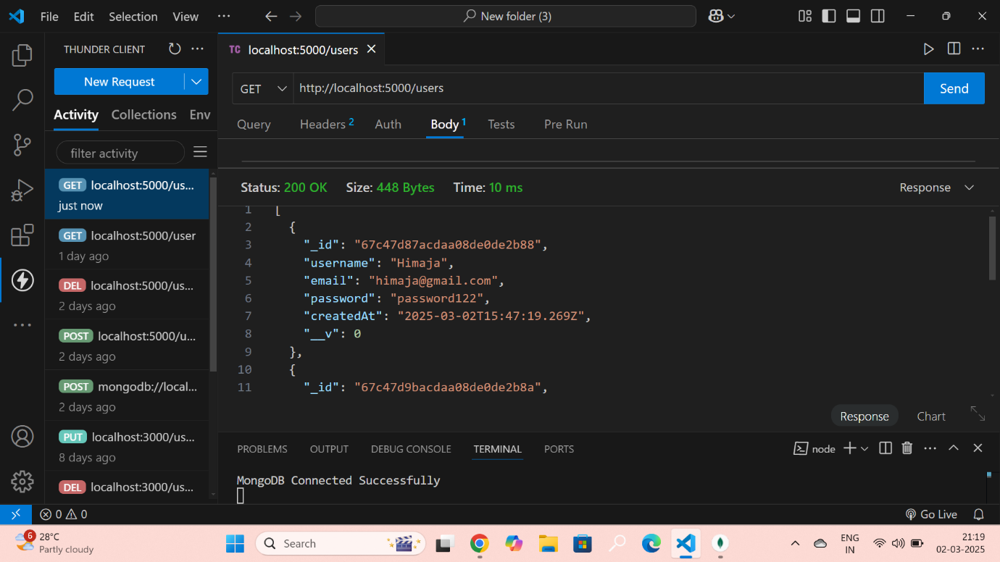 File Edit Selection View ··· New folder (3)
THUNDER CLIENT ···
New Request
Activity Collections Env
filter activity
GET localhost:5000/us...
just now
GET localhost:5000/user
1 day ago
DEL localhost:5000/us...
2 days ago
POST localhost:5000/u...
2 days ago
POST mongodb://local...
2 days ago
PUT localhost:3000/us...
8 days ago
DEL localhost:3000/us...
TC localhost:5000/users
GET http://localhost:5000/users Send
Query Headers 2 Auth Body 1 Tests Pre Run
Status: 200 OK Size: 448 Bytes Time: 10 ms Response
1 [
2 {
3 "_id": "67c47d87acdaa08de0de2b88",
4 "username": "Himaja",
5 "email": "himaja@gmail.com",
6 "password": "password122",
7 "createdAt": "2025-03-02T15:47:19.269Z",
8 "__v": 0
9 },
10 {
11 "_id": "67c47d9bacdaa08de0de2b8a",
Response Chart
PROBLEMS OUTPUT DEBUG CONSOLE TERMINAL PORTS node
MongoDB Connected Successfully
0 0 Go Live
6 28°C
Partly cloudy
Search
ENG
IN
21:19
02-03-2025